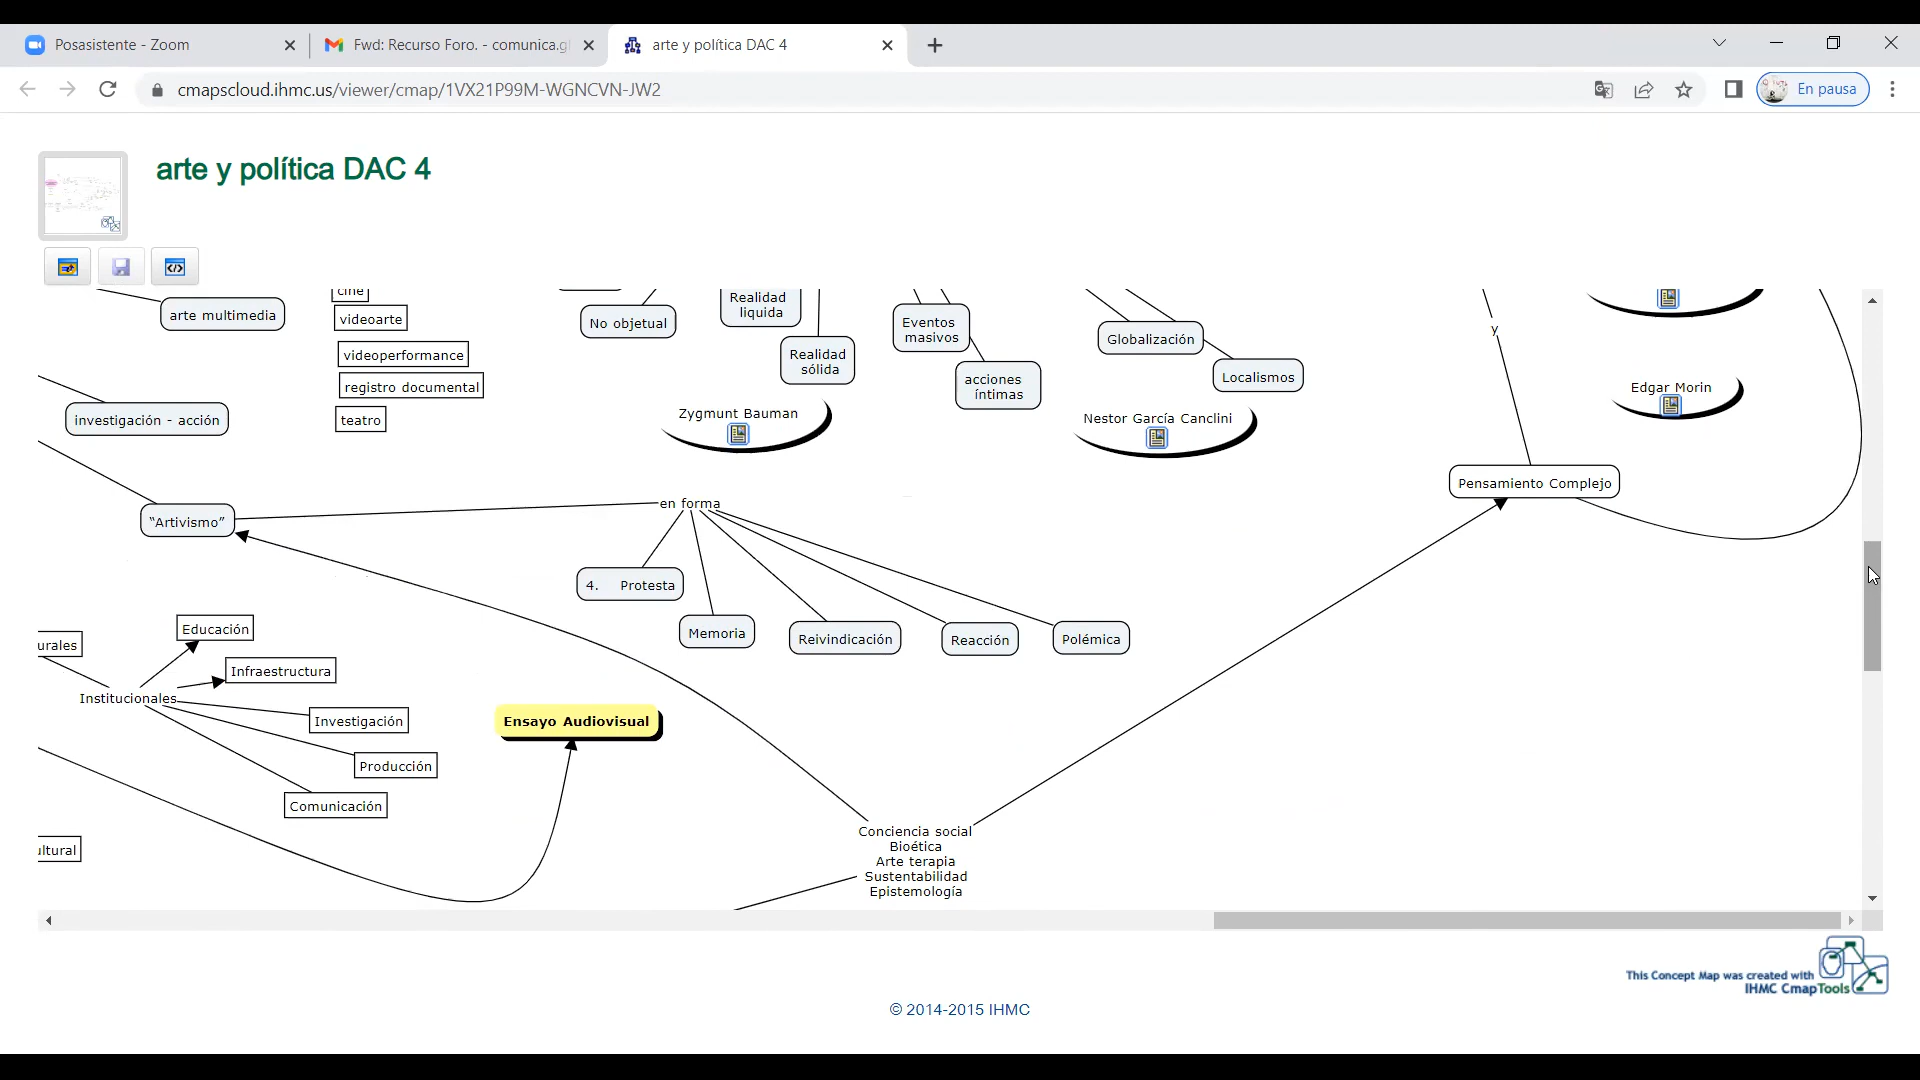 Posasistente - Zoom
Fwd: Recurso Foro. - comunica.g
arte y política DAC 4
cmapscloud.ihmc.us/viewer/cmap/1VX21P99M-WGNCVN-JW2
En pausa
arte y política DAC 4
cine
arte multimedia
videoarte
videoperformance
registro documental
teatro
investigación - acción
No objetual
Realidad
liquida
Realidad
sólida
Zygmunt Bauman
Eventos
masivos
acciones
íntimas
Globalización
Localismos
Nestor García Canclini
y
Edgar Morin
Pensamiento Complejo
“Artivismo”
en forma
4. Protesta
Memoria
Reivindicación
Reacción
Polémica
urales
Educación
Infraestructura
Institucionales
Investigación
Producción
Comunicación
ultural
Ensayo Audiovisual
Conciencia social
Bioética
Arte terapia
Sustentabilidad
Epistemología
This Concept Map was created with
IHMC CmapTools
© 2014-2015 IHMC